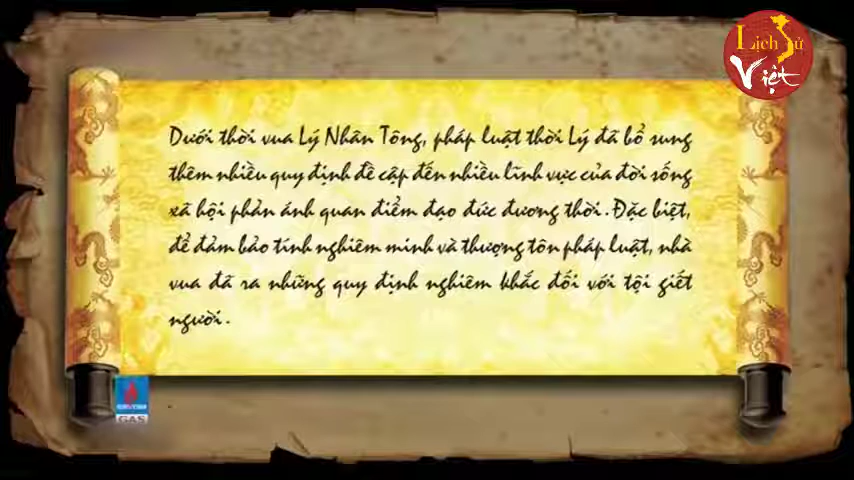 Lịch Sử
Việt
Dưới thời vua Lý Nhân Tông, pháp luật thời Lý đã bổ sung
thêm nhiều quy định đề cập đến nhiều lĩnh vực của đời sống
xã hội phản ánh quan điểm đạo đức đương thời. Đặc biệt,
để đảm bảo tính nghiêm minh và thượng tôn pháp luật, nhà
vua đã ra những quy định nghiêm khắc đối với tội giết
người.
GAS